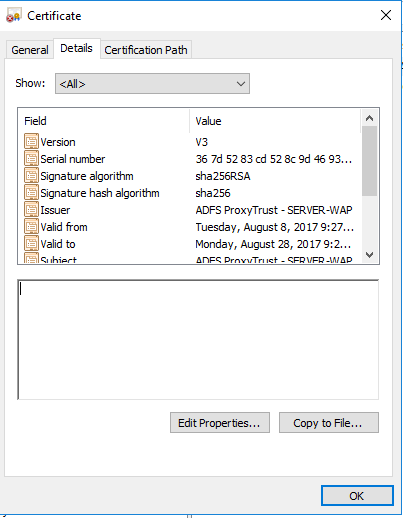 Certificate
General Details Certification Path
Show: <All>
Field Value
Version V3
Serial number 36 7d 52 83 cd 52 8c 9d 46 93...
Signature algorithm sha256RSA
Signature hash algorithm sha256
Issuer ADFS ProxyTrust - SERVER-WAP
Valid from Tuesday, August 8, 2017 9:27...
Valid to Monday, August 28, 2017 9:2...
Subject ADFS ProxyTrust - SERVER-WAP
Edit Properties... Copy to File...
OK